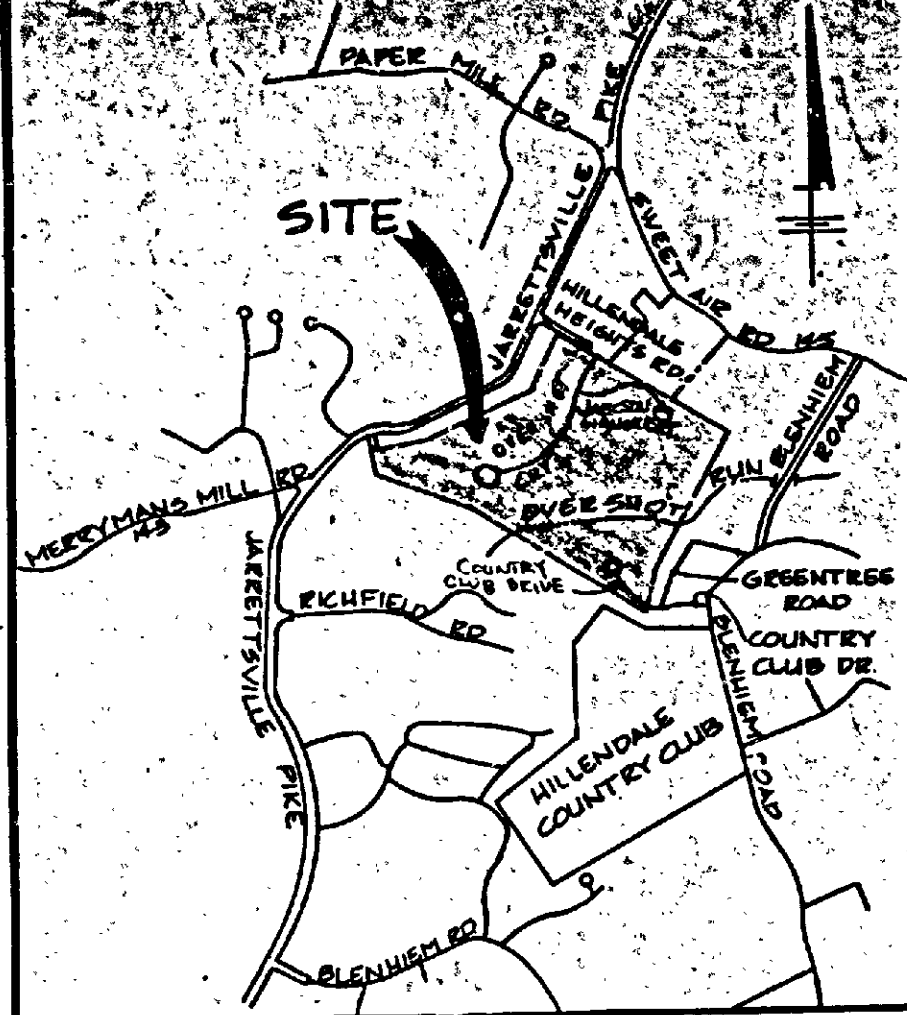 PAPER MILL RD
PIKE
SITE
JARRETTSVILLE
SWEET AIR RD 145
HILLENDALE
HEIGHTS RD.
BLENHIEM
ROAD
RUN
OVERSHOT
MERRYMANS MILL RD
COUNTRY
CLUB DRIVE
GREENTREE
ROAD
RICHFIELD RD
COUNTRY
CLUB DR.
JARRETTSVILLE PIKE
BLENHIEM ROAD
HILLENDALE
COUNTRY CLUB
BLENHIEM RD